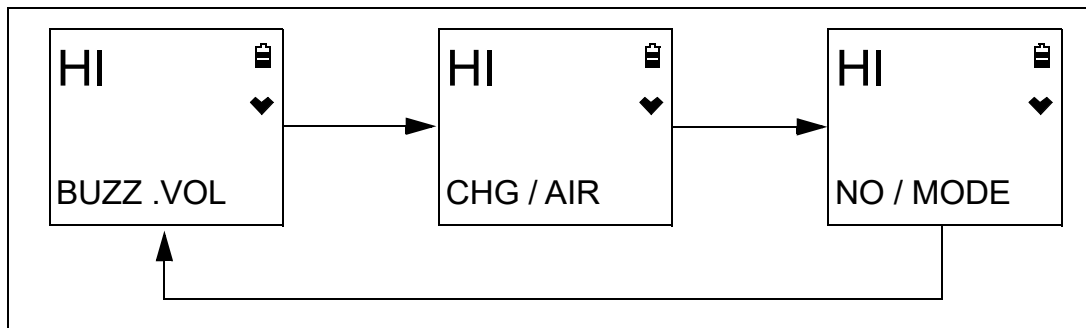 HI
BUZZ .VOL
HI
CHG / AIR
HI
NO / MODE